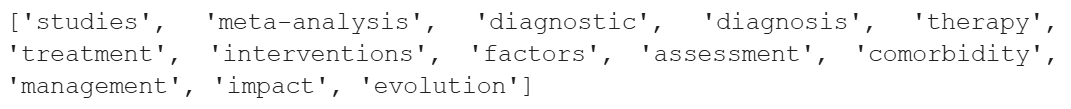 ['studies', 'meta-analysis', 'diagnostic', 'diagnosis', 'therapy',
'treatment', 'interventions', 'factors', 'assessment', 'comorbidity',
'management', 'impact', 'evolution']